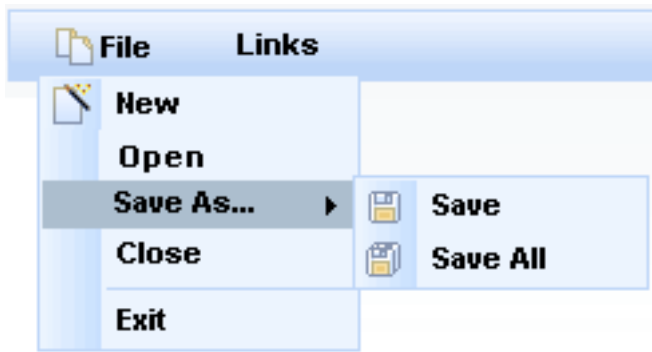 File Links
New
Open
Save As...
Save
Close
Save All
Exit